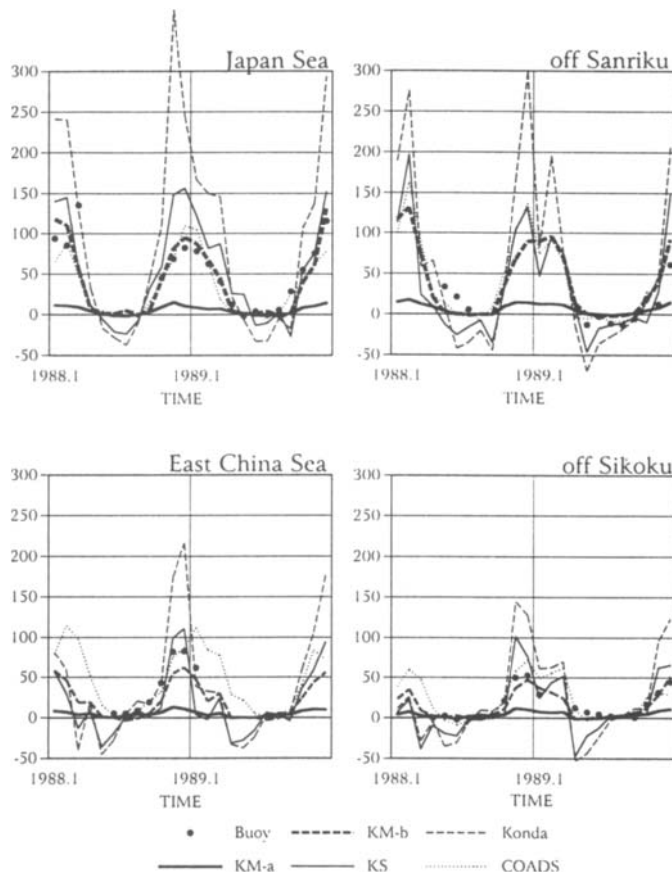 Japan Sea
off Sanriku
300
300
250
250
200
200
150
150
100
100
50
50
0
0
-50
-50
1988.1
1989.1
1988.1
1989.1
TIME
TIME
East China Sea
off Sikoku
300
300
250
250
200
200
150
150
100
100
50
50
0
0
-50
-50
1988.1
1989.1
1988.1
1989.1
TIME
TIME
Buoy
KM-b
Konda
KM-a
KS
COADS